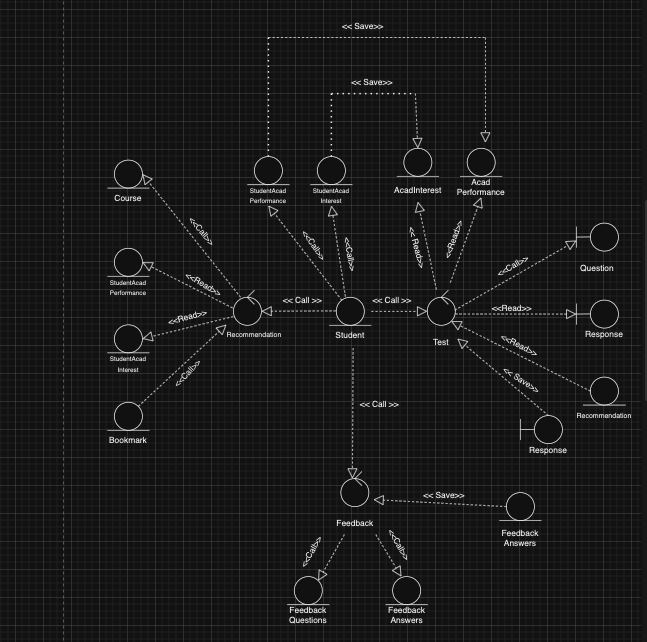 << Save>>
<< Save>>
Course
StudentAcad
Performance
StudentAcad
Interest
AcadInterest
Acad
Performance
<<Call>>
<<Call>>
<<Call>>
<< Read>>
<<Read>>
<<Call>>
Question
StudentAcad
Performance
<<Read>>
<< Call >>
<< Call>>
<<Read>>
Response
<<Read>>
Recommendation
Student
Test
<<Read>>
StudentAcad
Interest
<<Call>>
<< Save>>
Recommendation
Bookmark
<< Call >>
Response
<< Save>>
Feedback
Feedback
Answers
<<Call>>
<<Call>>
Feedback
Questions
Feedback
Answers